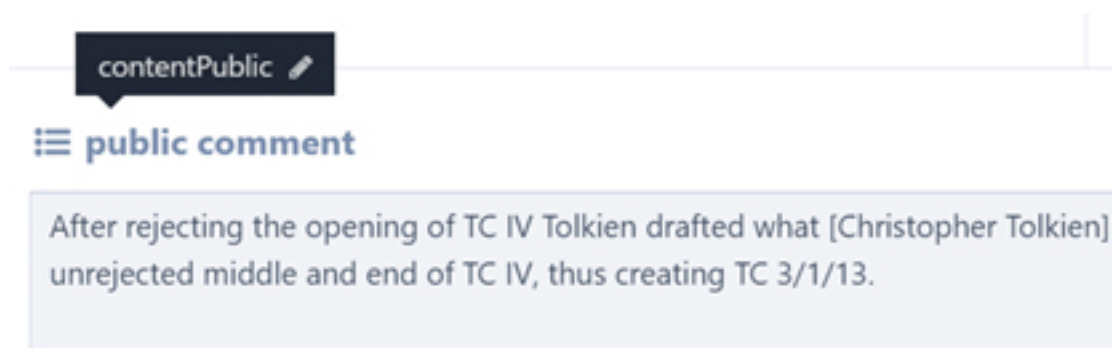 contentPublic
public comment
After rejecting the opening of TC IV Tolkien drafted what [Christopher Tolkien]
unrejected middle and end of TC IV, thus creating TC 3/1/13.